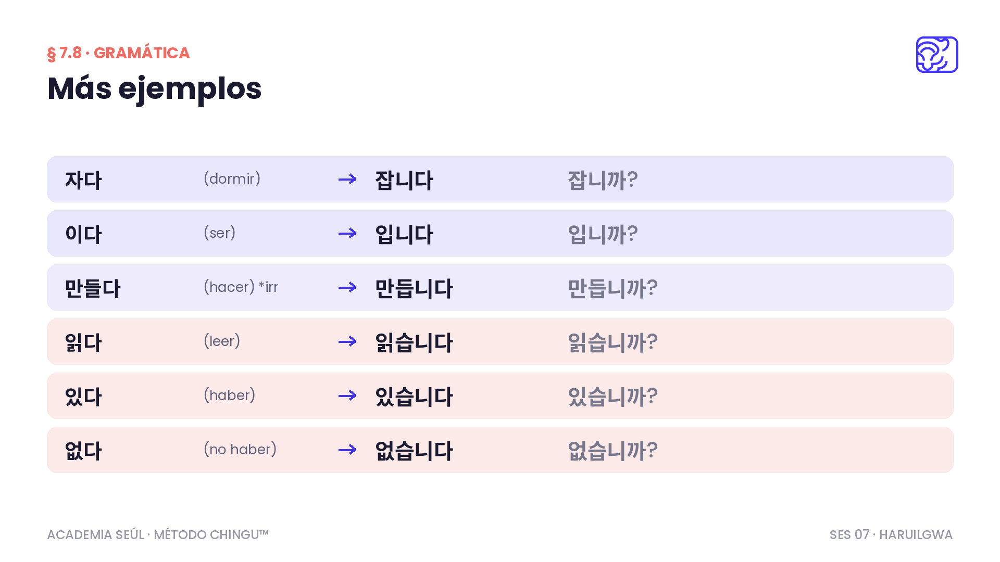 § 7.8 · GRAMÁTICA
Más ejemplos
자다 (dormir) → 잡니다 잡니까?
이다 (ser) → 입니다 입니까?
만들다 (hacer) *irr → 만듭니다 만듭니까?
읽다 (leer) → 읽습니다 읽습니까?
있다 (haber) → 있습니다 있습니까?
없다 (no haber) → 없습니다 없습니까?
ACADEMIA SEÚL · MÉTODO CHINGU™ SES 07 · HARUILGWA